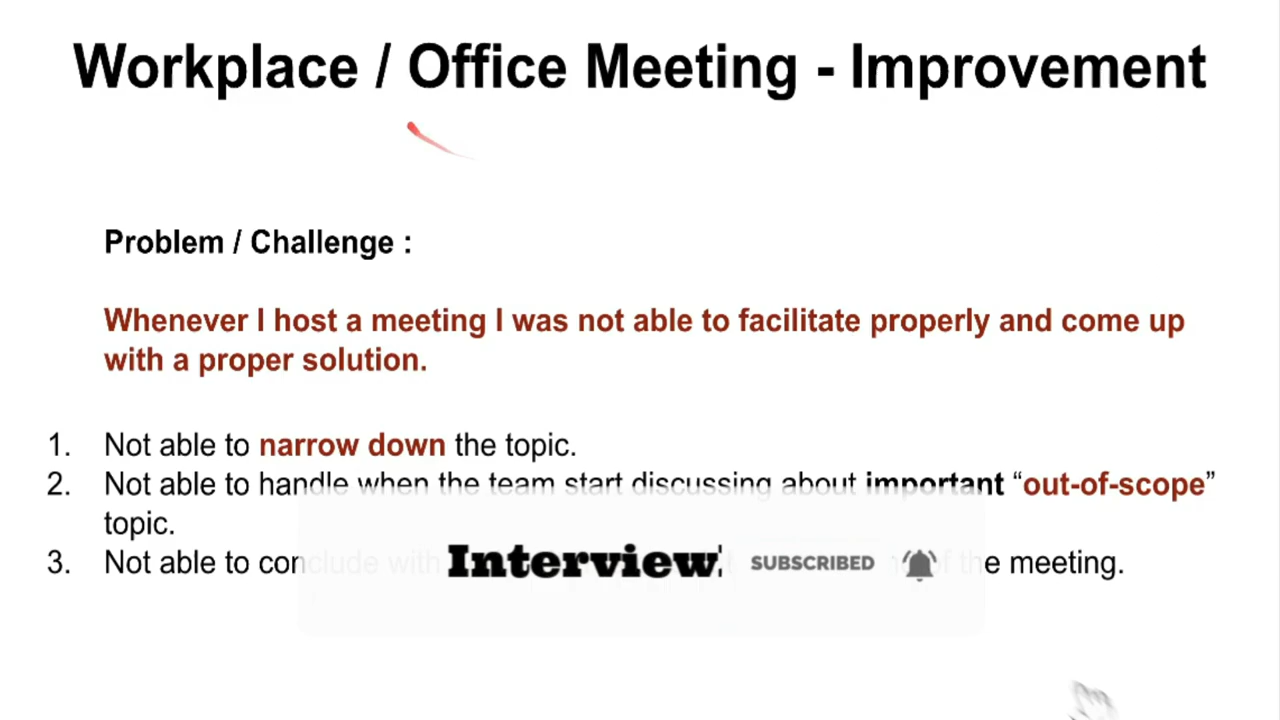 Workplace / Office Meeting - Improvement
Problem / Challenge :
Whenever I host a meeting I was not able to facilitate properly and come up
with a proper solution.
1. Not able to narrow down the topic.
2. Not able to handle when the team start discussing about important “out-of-scope”
topic.
3. Not able to conclude with
Interview
SUBSCRIBED
of the meeting.